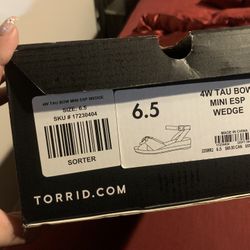 4W TAU BOW MINI ESP WEDGE
SIZE: 6.5
SKU # 17230404
SORTER
6.5
4W TAU BOW
MINI ESP
WEDGE
MADE IN CHINA
TORRID.COM